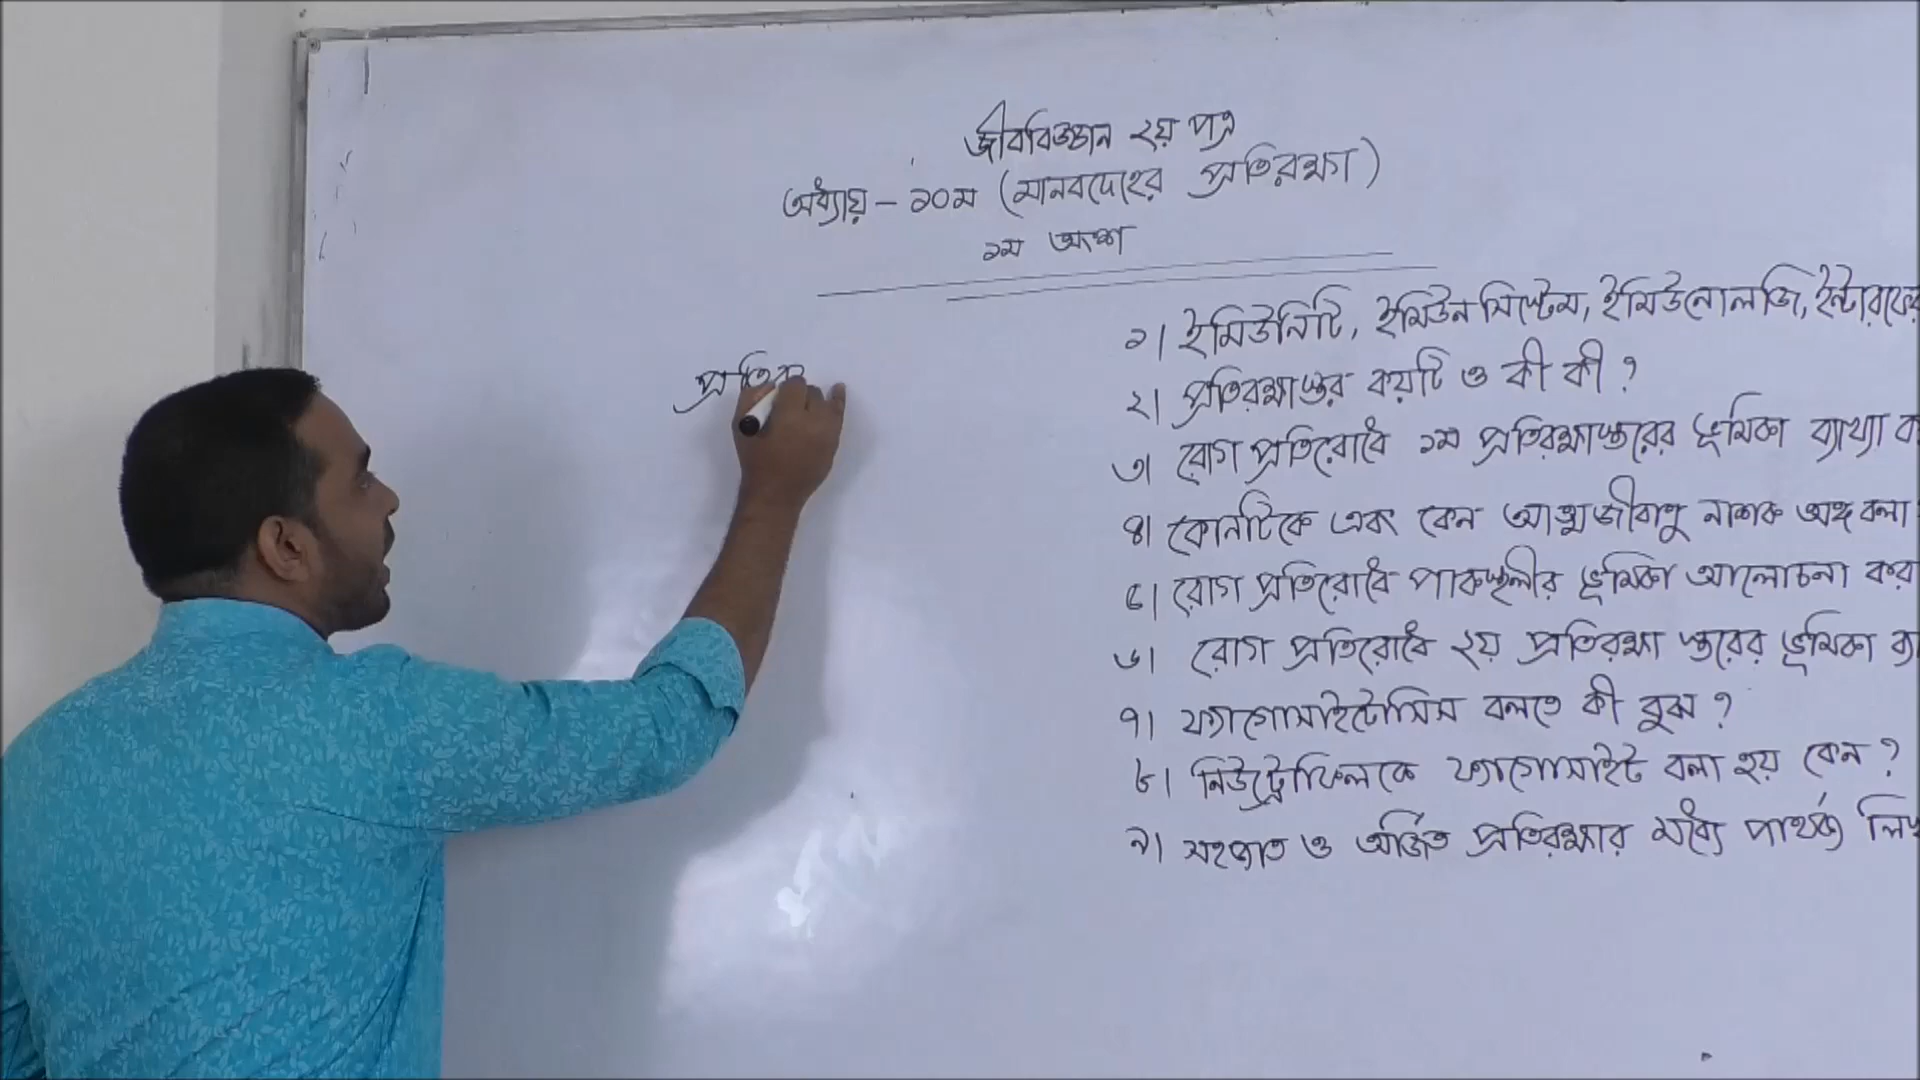 জীববিজ্ঞান ২য় পত্র
অধ্যায় - ১০ম (মানবদেহের প্রতিরক্ষা)
১ম অংশ
প্রতির
১। ইমিউনিটি, ইমিউন সিস্টেম, ইমিউনোলজি, ইন্টারফের
২। প্রতিরক্ষাস্তর কয়টি ও কী কী ?
৩। রোগ প্রতিরোধে ১ম প্রতিরক্ষাস্তরের ভূমিকা ব্যাখ্যা ক
৪। কোনটিকে এবং কেন আত্মজীবাণু নাশক অঙ্গ বলা
৫। রোগ প্রতিরোধে পাকস্থলীর ভূমিকা আলোচনা কর
৬। রোগ প্রতিরোধে ২য় প্রতিরক্ষা স্তরের ভূমিকা ব্য
৭। ফ্যাগোসাইটোসিস বলতে কী বুঝ ?
৮। নিউট্রোফিলকে ফ্যাগোসাইট বলা হয় কেন ?
৯। সহজাত ও অর্জিত প্রতিরক্ষার মধ্যে পার্থক্য লিখ